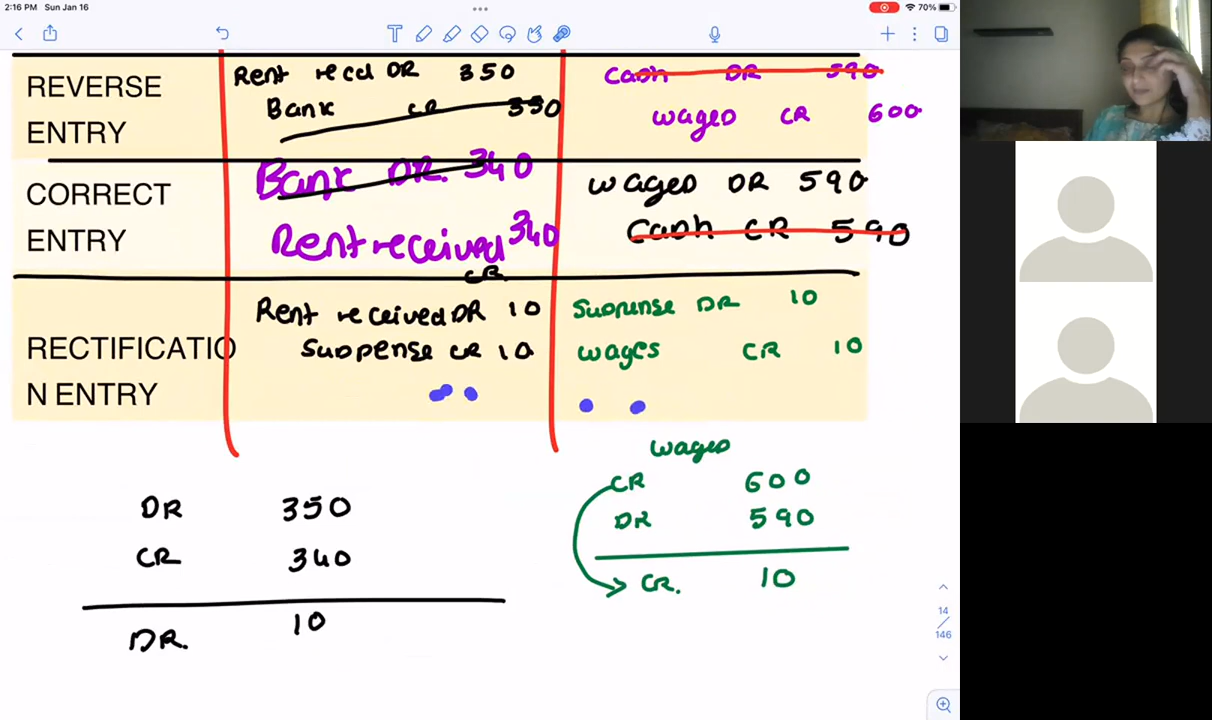 2:16 PM Sun Jan 16
70%
REVERSE
ENTRY
Rent recd DR 350
Bank CR 350
Cash DR 590
wages CR 600
CORRECT
ENTRY
Bank DR. 340
Rent received 340
CR
wages DR 590
Cash CR 590
RECTIFICATIO
N ENTRY
Rent received DR 10
Suspense CR 10
Suspense DR 10
wages CR 10
DR 350
CR 340
DR. 10
wages
CR 600
DR 590
CR. 10
14
/
146